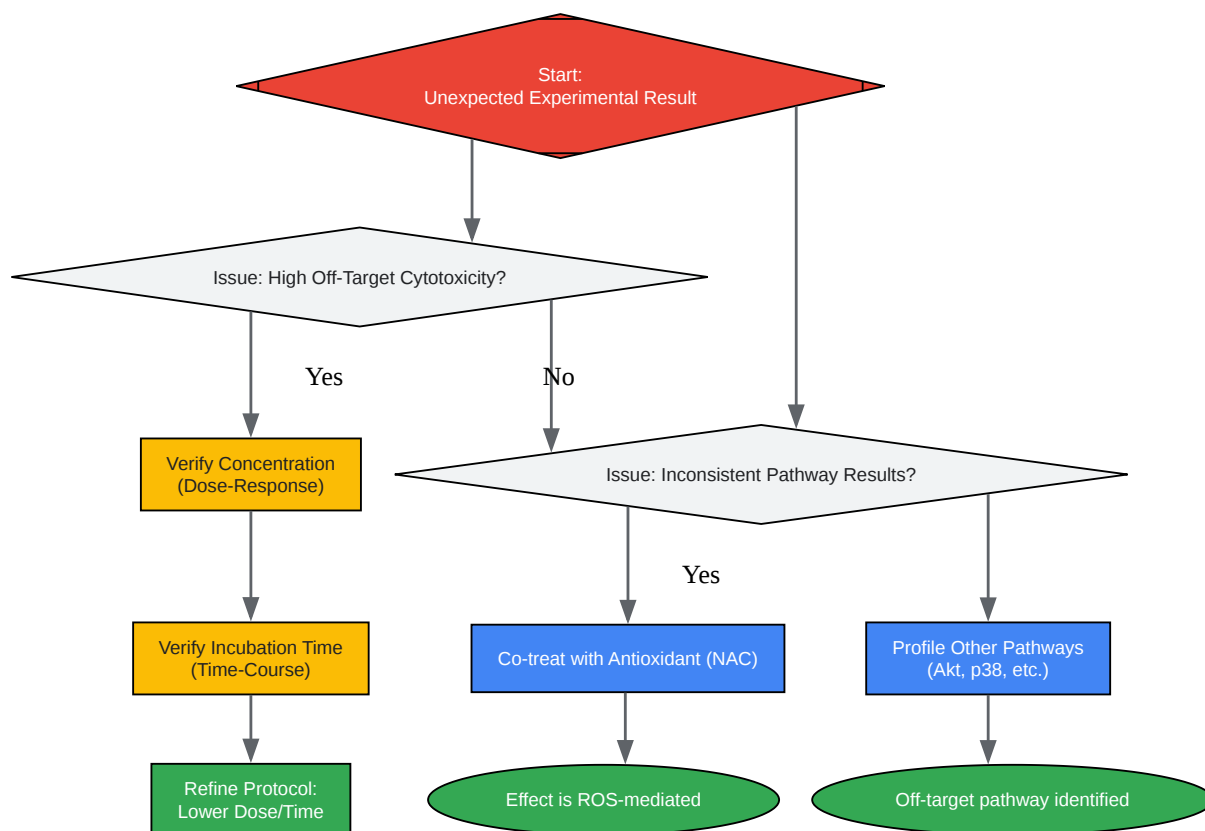 Start:
Unexpected Experimental Result
Issue: High Off-Target Cytotoxicity?
Yes
No
Verify Concentration
(Dose-Response)
Issue: Inconsistent Pathway Results?
Yes
Verify Incubation Time
(Time-Course)
Co-treat with Antioxidant (NAC)
Profile Other Pathways
(Akt, p38, etc.)
Refine Protocol:
Lower Dose/Time
Effect is ROS-mediated
Off-target pathway identified